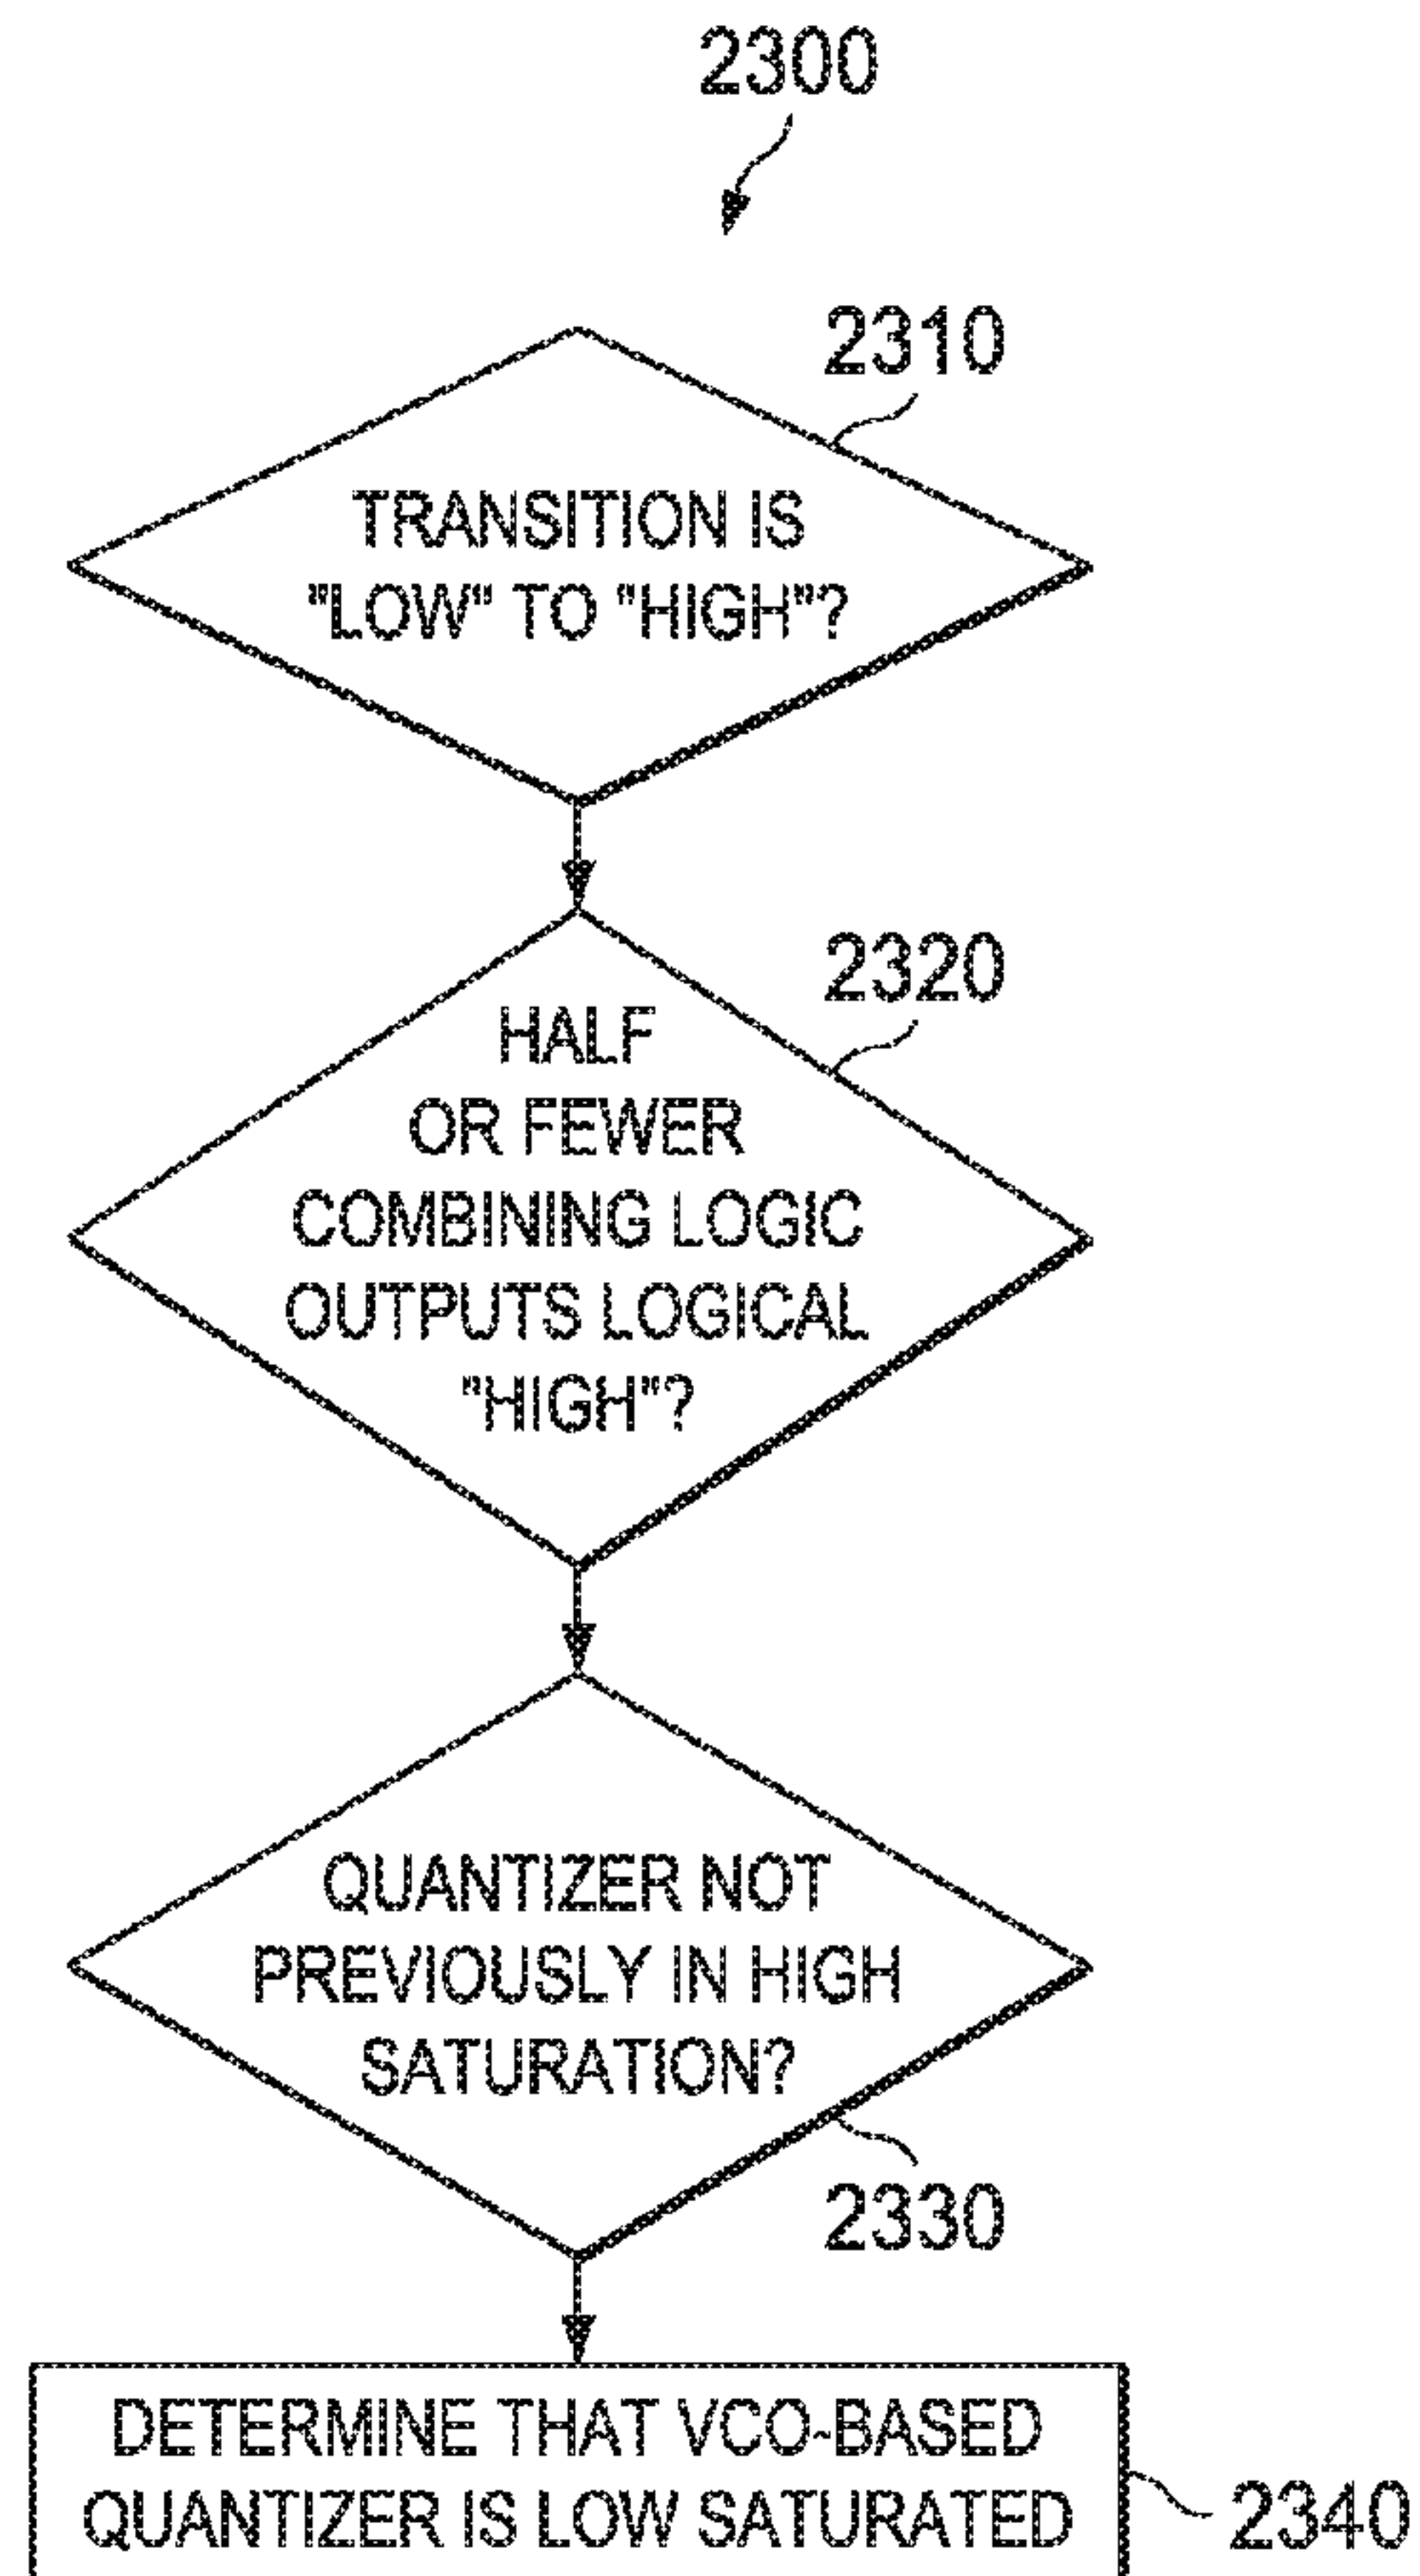 2300
2310
TRANSITION IS
"LOW" TO "HIGH"?
2320
HALF
OR FEWER
COMBINING LOGIC
OUTPUTS LOGICAL
"HIGH"?
QUANTIZER NOT
PREVIOUSLY IN HIGH
SATURATION?
2330
DETERMINE THAT VCO-BASED
QUANTIZER IS LOW SATURATED
2340